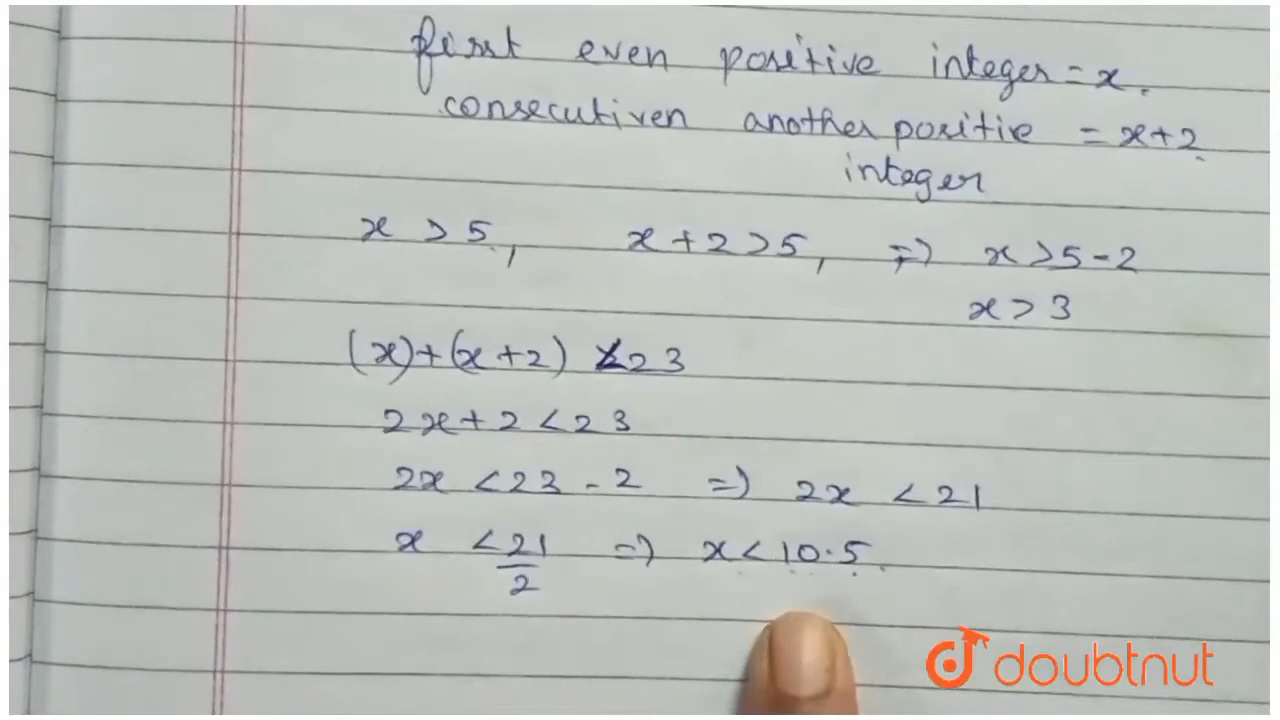 first even positive integer = x.
consecutiven another positie = x+2
integer
x > 5, x + 2 > 5, => x > 5 - 2
x > 3
(x) + (x + 2) < 23
2x + 2 < 23
2x < 23 - 2 => 2x < 21
x < 21/2 => x < 10.5
doubtnut